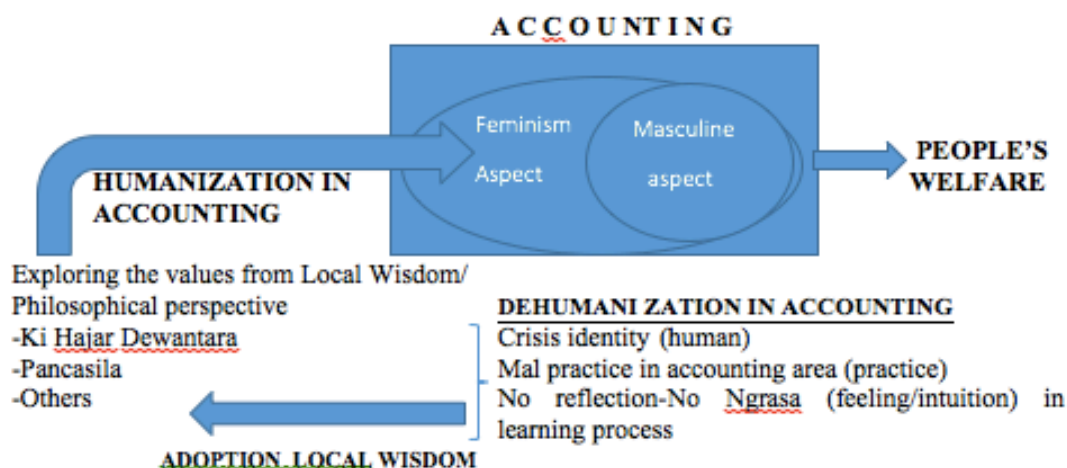 A C C O U N T I N G
Feminism
Aspect
Masculine
aspect
PEOPLE'S
WELFARE
HUMANIZATION IN
ACCOUNTING
Exploring the values from Local Wisdom/
Philosophical perspective
-Ki Hajar Dewantara
-Pancasila
-Others
DEHUMANI ZATION IN ACCOUNTING
Crisis identity (human)
Mal practice in accounting area (practice)
No reflection-No Ngrasa (feeling/intuition) in
learning process
ADOPTION LOCAL WISDOM